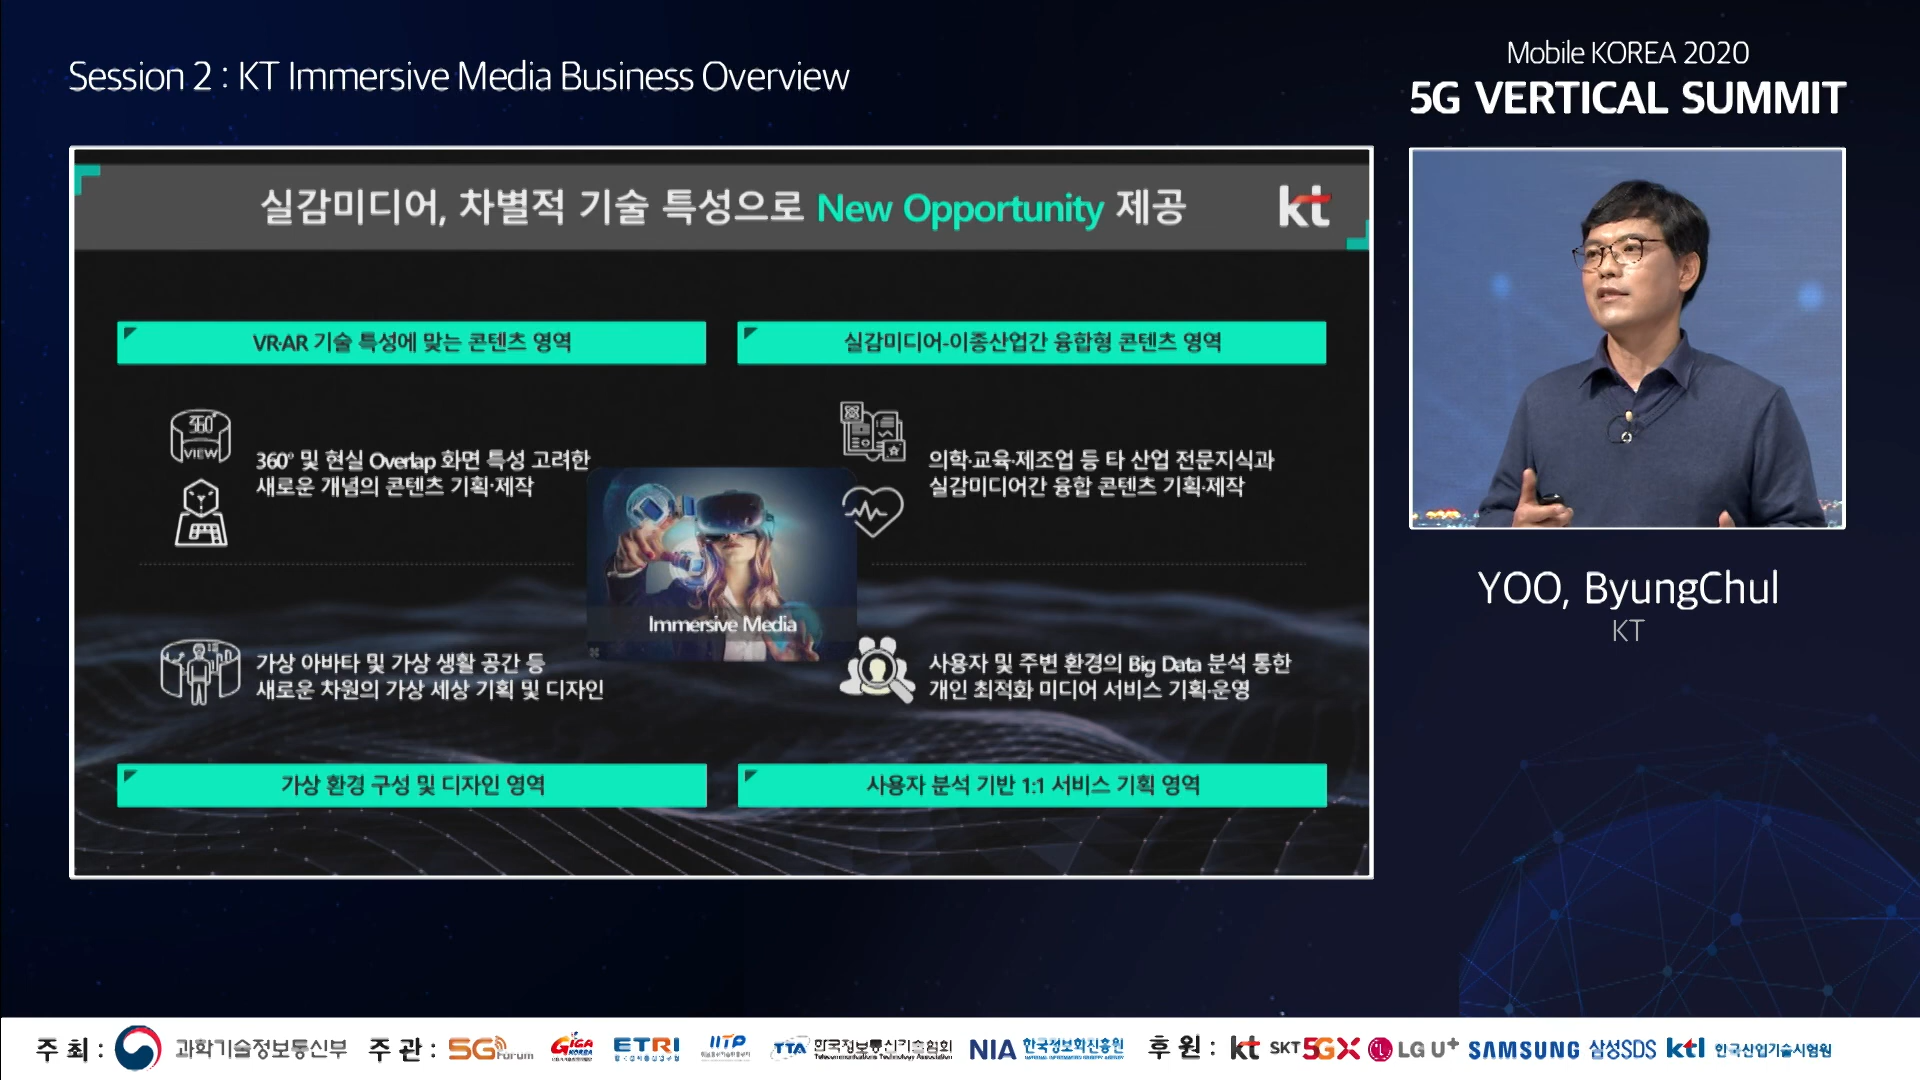 Session 2 : KT Immersive Media Business Overview
Mobile KOREA 2020
5G VERTICAL SUMMIT
실감미디어, 차별적 기술 특성으로 New Opportunity 제공
kt
VR·AR 기술 특성에 맞는 콘텐츠 영역
실감미디어-이종산업간 융합형 콘텐츠 영역
360°
VIEW
360° 및 현실 Overlap 화면 특성 고려한
새로운 개념의 콘텐츠 기획·제작
의학·교육·제조업 등 타 산업 전문지식과
실감미디어간 융합 콘텐츠 기획·제작
Immersive Media
가상 아바타 및 가상 생활 공간 등
새로운 차원의 가상 세상 기획 및 디자인
사용자 및 주변 환경의 Big Data 분석 통한
개인 최적화 미디어 서비스 기획·운영
가상 환경 구성 및 디자인 영역
사용자 분석 기반 1:1 서비스 기획 영역
YOO, ByungChul
KT
주 최 : 과학기술정보통신부 주 관 : 5G Forum GIGA KOREA ETRI IITP TTA 한국정보통신기술협회 Telecommunications Technology Association NIA 한국정보화진흥원 후 원 : kt SKT 5GX LG U+ SAMSUNG 삼성SDS ktl 한국산업기술시험원